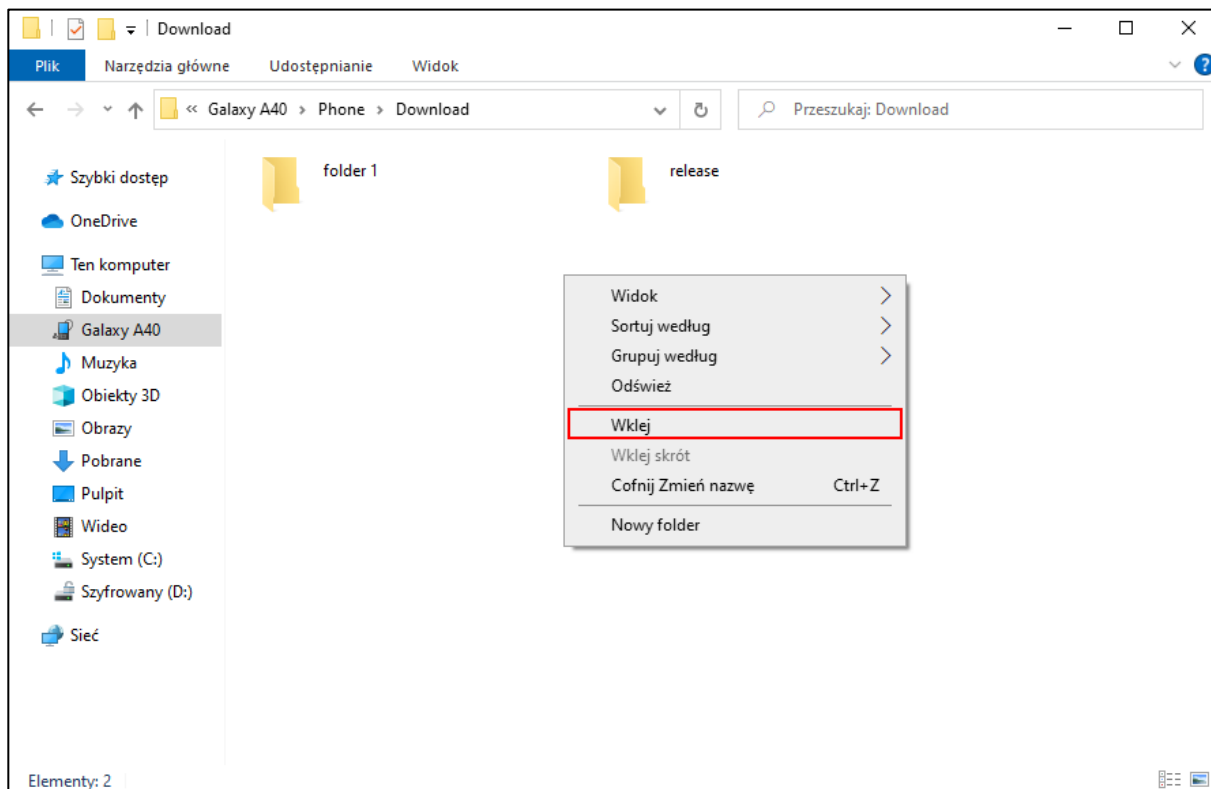 Download
Plik Narzędzia główne Udostępnianie Widok
« Galaxy A40 > Phone > Download
Przeszukaj: Download
Szybki dostęp
OneDrive
Ten komputer
Dokumenty
Galaxy A40
Muzyka
Obiekty 3D
Obrazy
Pobrane
Pulpit
Wideo
System (C:)
Szyfrowany (D:)
Sieć
folder 1
release
Widok
Sortuj według
Grupuj według
Odśwież
Wklej
Wklej skrót
Cofnij Zmień nazwę Ctrl+Z
Nowy folder
Elementy: 2